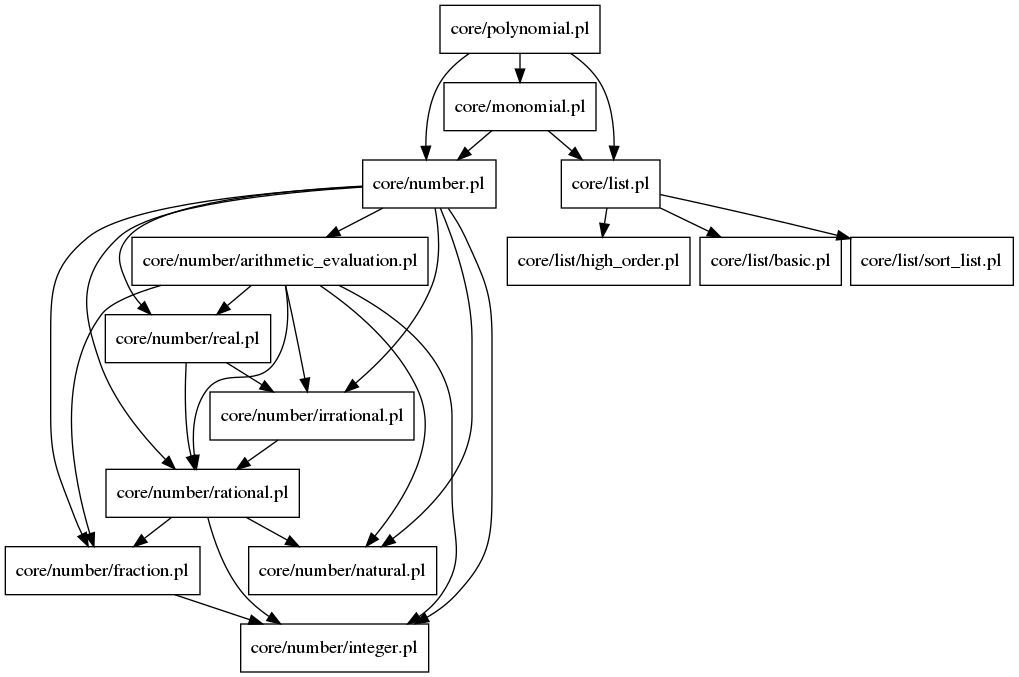 core/polynomial.pl
core/monomial.pl
core/number.pl
core/list.pl
core/number/arithmetic_evaluation.pl
core/list/high_order.pl
core/list/basic.pl
core/list/sort_list.pl
core/number/real.pl
core/number/irrational.pl
core/number/rational.pl
core/number/fraction.pl
core/number/natural.pl
core/number/integer.pl